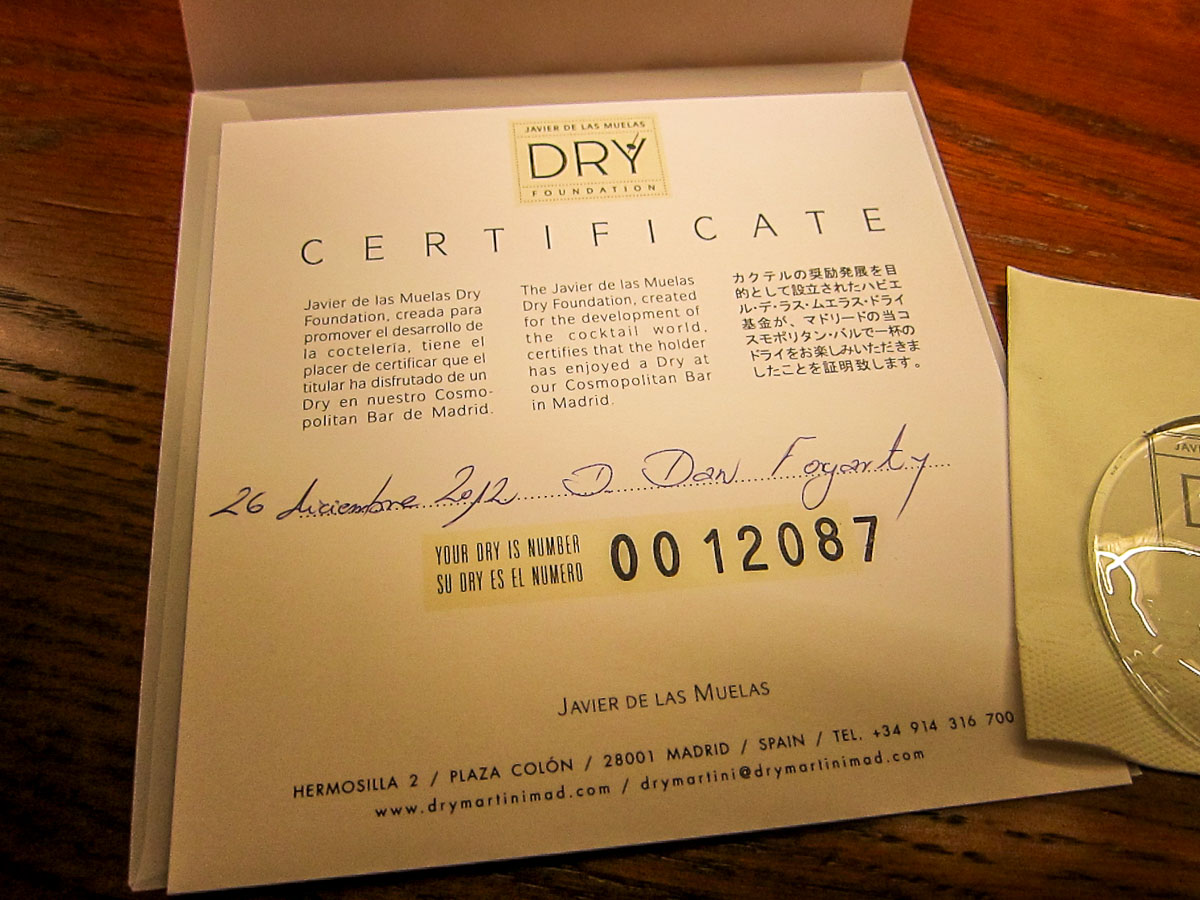 JAVIER DE LAS MUELAS
DRY
FOUNDATION
CERTIFICATE
Javier de las Muelas Dry
Foundation, creada para
promover el desarrollo de
la coctelería, tiene el
placer de certificar que el
titular ha disfrutado de un
Dry en nuestro Cosmo-
politan Bar de Madrid.
The Javier de las Muelas
Dry Foundation, created
for the development of
the cocktail world,
certifies that the holder
has enjoyed a Dry at
our Cosmopolitan Bar
in Madrid.
カクテルの奨励発展を目
的として設立されたハビエ
ル・デ・ラス・ムエラス・ドライ
基金が、マドリードの当コ
スモポリタン・バルで一杯の
ドライをお楽しみいただきま
したことを証明致します。
26 diciembre 2012 D. Dan Fogarty
YOUR DRY IS NUMBER
SU DRY ES EL NUMERO
0012087
JAVIER DE LAS MUELAS
HERMOSILLA 2 / PLAZA COLÓN / 28001 MADRID / SPAIN / TEL. +34 914 316 700
www.drymartinimad.com / drymartini@drymartinimad.com